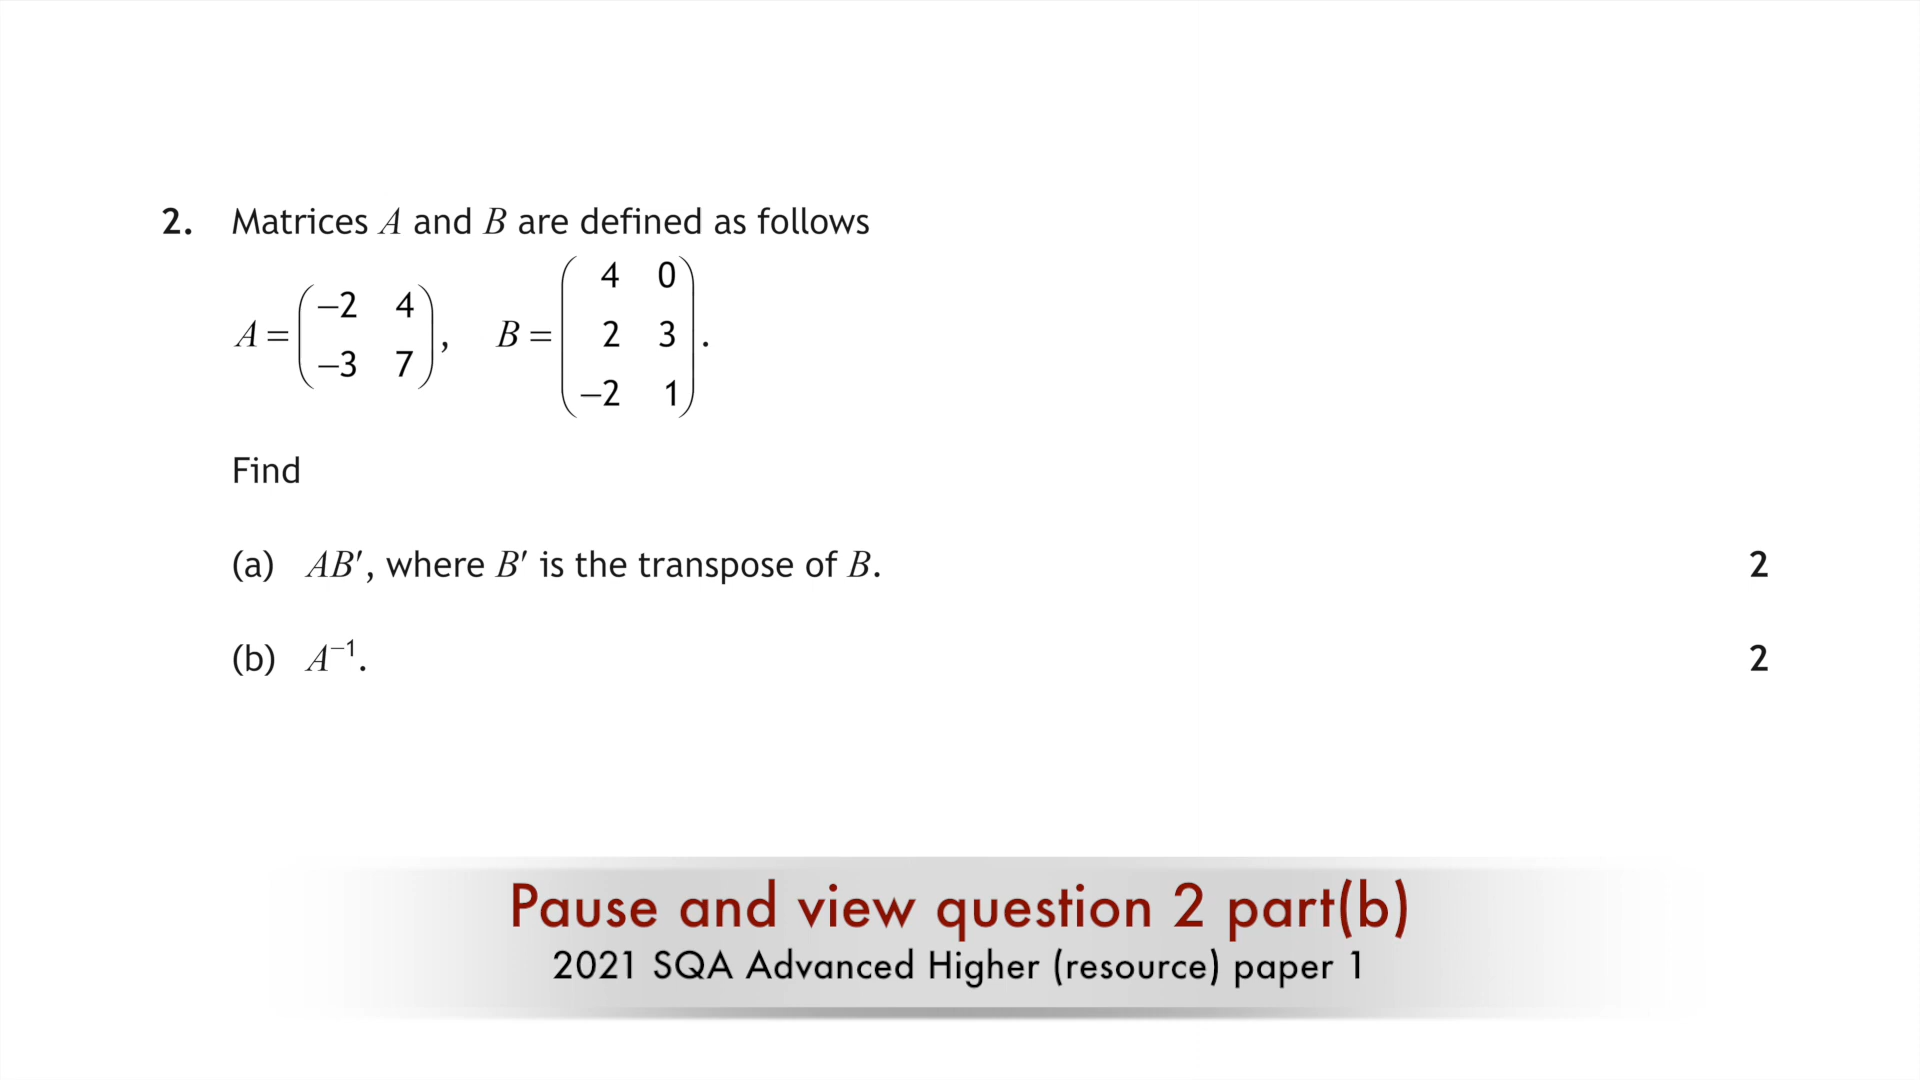 2. Matrices A and B are defined as follows
A = ( −2 4 ; −3 7 ), B = ( 4 0 ; 2 3 ; −2 1 ).
Find
(a) AB′, where B′ is the transpose of B. 2
(b) A⁻¹. 2
Pause and view question 2 part(b)
2021 SQA Advanced Higher (resource) paper 1